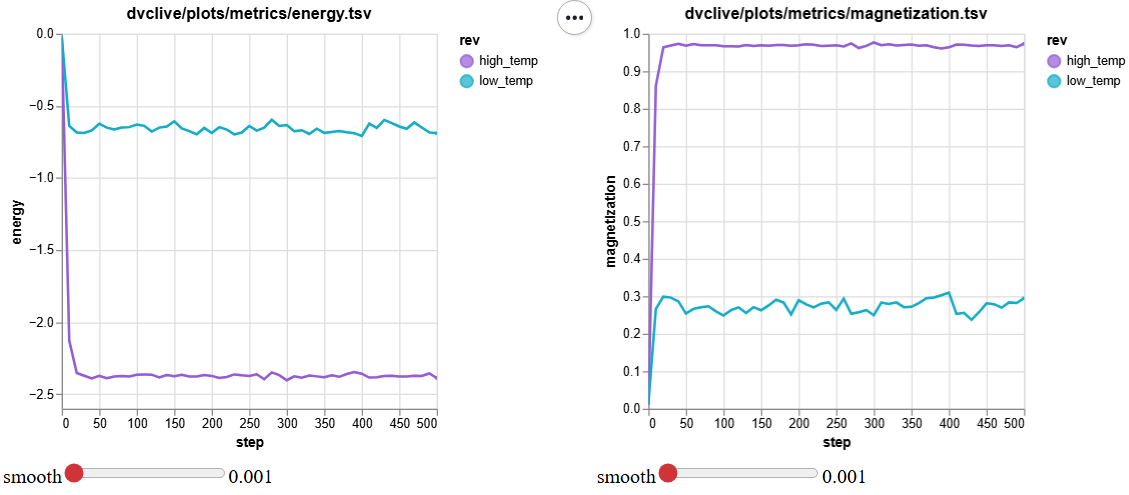 dvclive/plots/metrics/energy.tsv
0.0
−0.5
−1.0
−1.5
−2.0
−2.5
energy
0 50 100 150 200 250 300 350 400 450 500
step
rev
high_temp
low_temp
smooth 0.001
dvclive/plots/metrics/magnetization.tsv
1.0
0.9
0.8
0.7
0.6
0.5
0.4
0.3
0.2
0.1
0.0
magnetization
0 50 100 150 200 250 300 350 400 450 500
step
rev
high_temp
low_temp
smooth 0.001